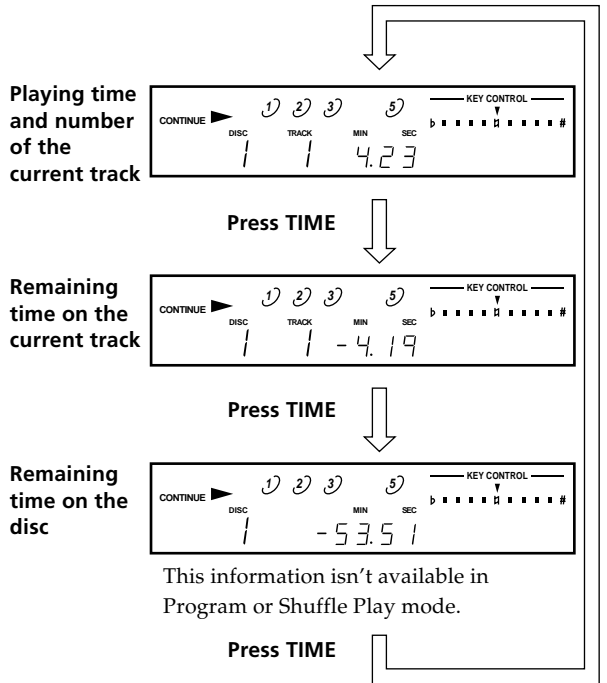 Playing time
and number
of the
current track
CONTINUE 1 2 3 5 KEY CONTROL
♭ ♮ #
DISC TRACK MIN SEC
1 1 4.23
Press TIME
Remaining
time on the
current track
CONTINUE 1 2 3 5 KEY CONTROL
♭ ♮ #
DISC TRACK MIN SEC
1 1 -4.19
Press TIME
Remaining
time on the
disc
CONTINUE 1 2 3 5 KEY CONTROL
♭ ♮ #
DISC MIN SEC
1 -53.51
This information isn't available in
Program or Shuffle Play mode.
Press TIME